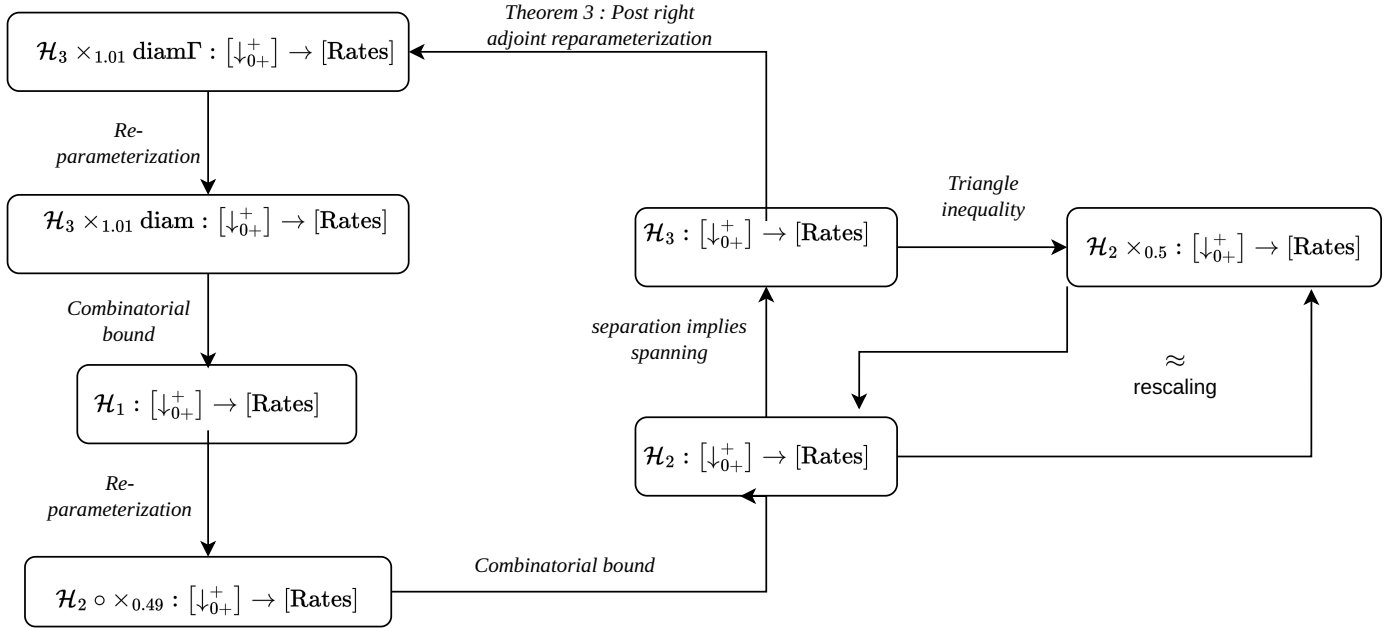 Theorem 3 : Post right
adjoint reparameterization
ℋ₃ ×₁.₀₁ diamΓ : [↓₀₊⁺] → [Rates]
Re-
parameterization
ℋ₃ ×₁.₀₁ diam : [↓₀₊⁺] → [Rates]
Triangle
inequality
ℋ₃ : [↓₀₊⁺] → [Rates]
ℋ₂ ×₀.₅ : [↓₀₊⁺] → [Rates]
Combinatorial
bound
separation implies
spanning
≈
rescaling
ℋ₁ : [↓₀₊⁺] → [Rates]
ℋ₂ : [↓₀₊⁺] → [Rates]
Re-
parameterization
Combinatorial bound
ℋ₂ ∘ ×₀.₄₉ : [↓₀₊⁺] → [Rates]